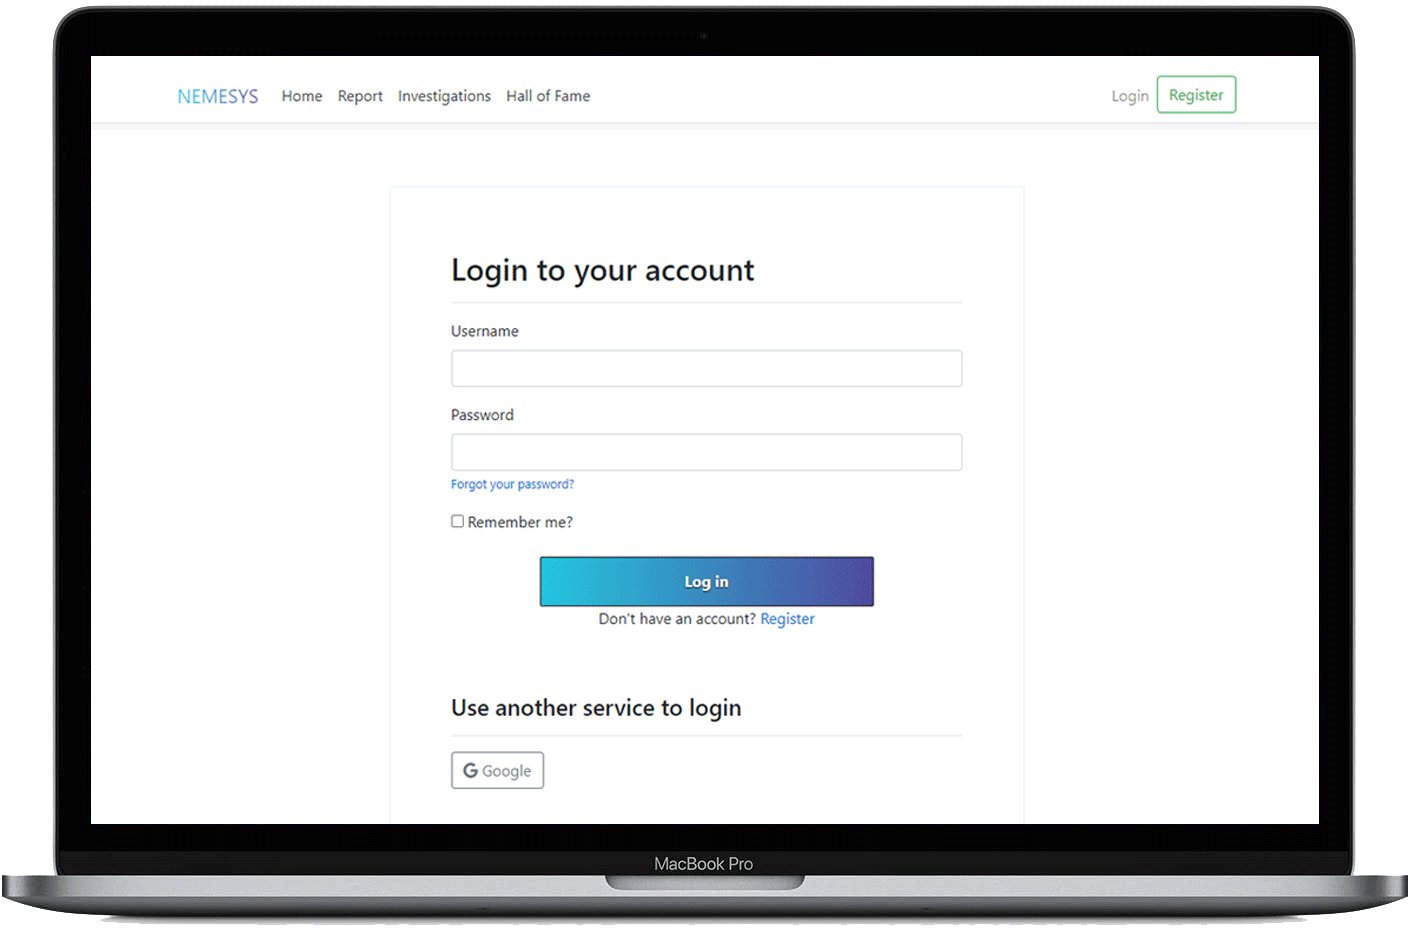 NEMESYS Home Report Investigations Hall of Fame Login Register
Login to your account
Username
Password
Forgot your password?
Remember me?
Log in
Don't have an account? Register
Use another service to login
G Google
MacBook Pro